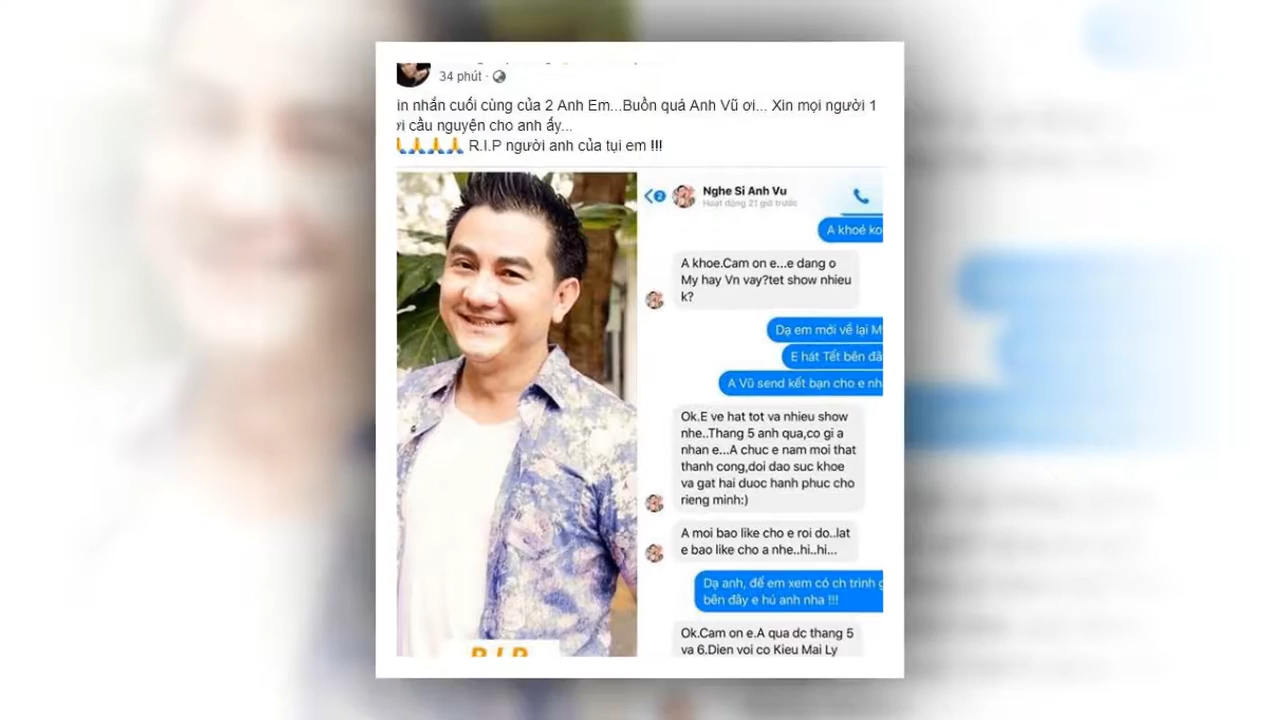 34 phút ·
in nhắn cuối cùng của 2 Anh Em...Buồn quá Anh Vũ ơi... Xin mọi người 1
ời cầu nguyện cho anh ấy...
🙏🙏🙏🙏 R.I.P người anh của tụi em !!!
R.I.P
2
Nghe Si Anh Vu
Hoạt động 21 giờ trước
A khoẻ ko
A khoe.Cam on e...e dang o
My hay Vn vay?tet show nhieu
k?
Dạ em mới về lại M
E hát Tết bên đâ
A Vũ send kết bạn cho e nh
Ok.E ve hat tot va nhieu show
nhe..Thang 5 anh qua,co gi a
nhan e...A chuc e nam moi that
thanh cong,doi dao suc khoe
va gat hai duoc hanh phuc cho
rieng minh:)
A moi bao like cho e roi do..lat
e bao like cho a nhe..hi..hi...
Dạ anh, để em xem có ch trình g
bên đây e hú anh nha !!!
Ok.Cam on e.A qua dc thang 5
va 6.Dien voi co Kieu Mai Ly